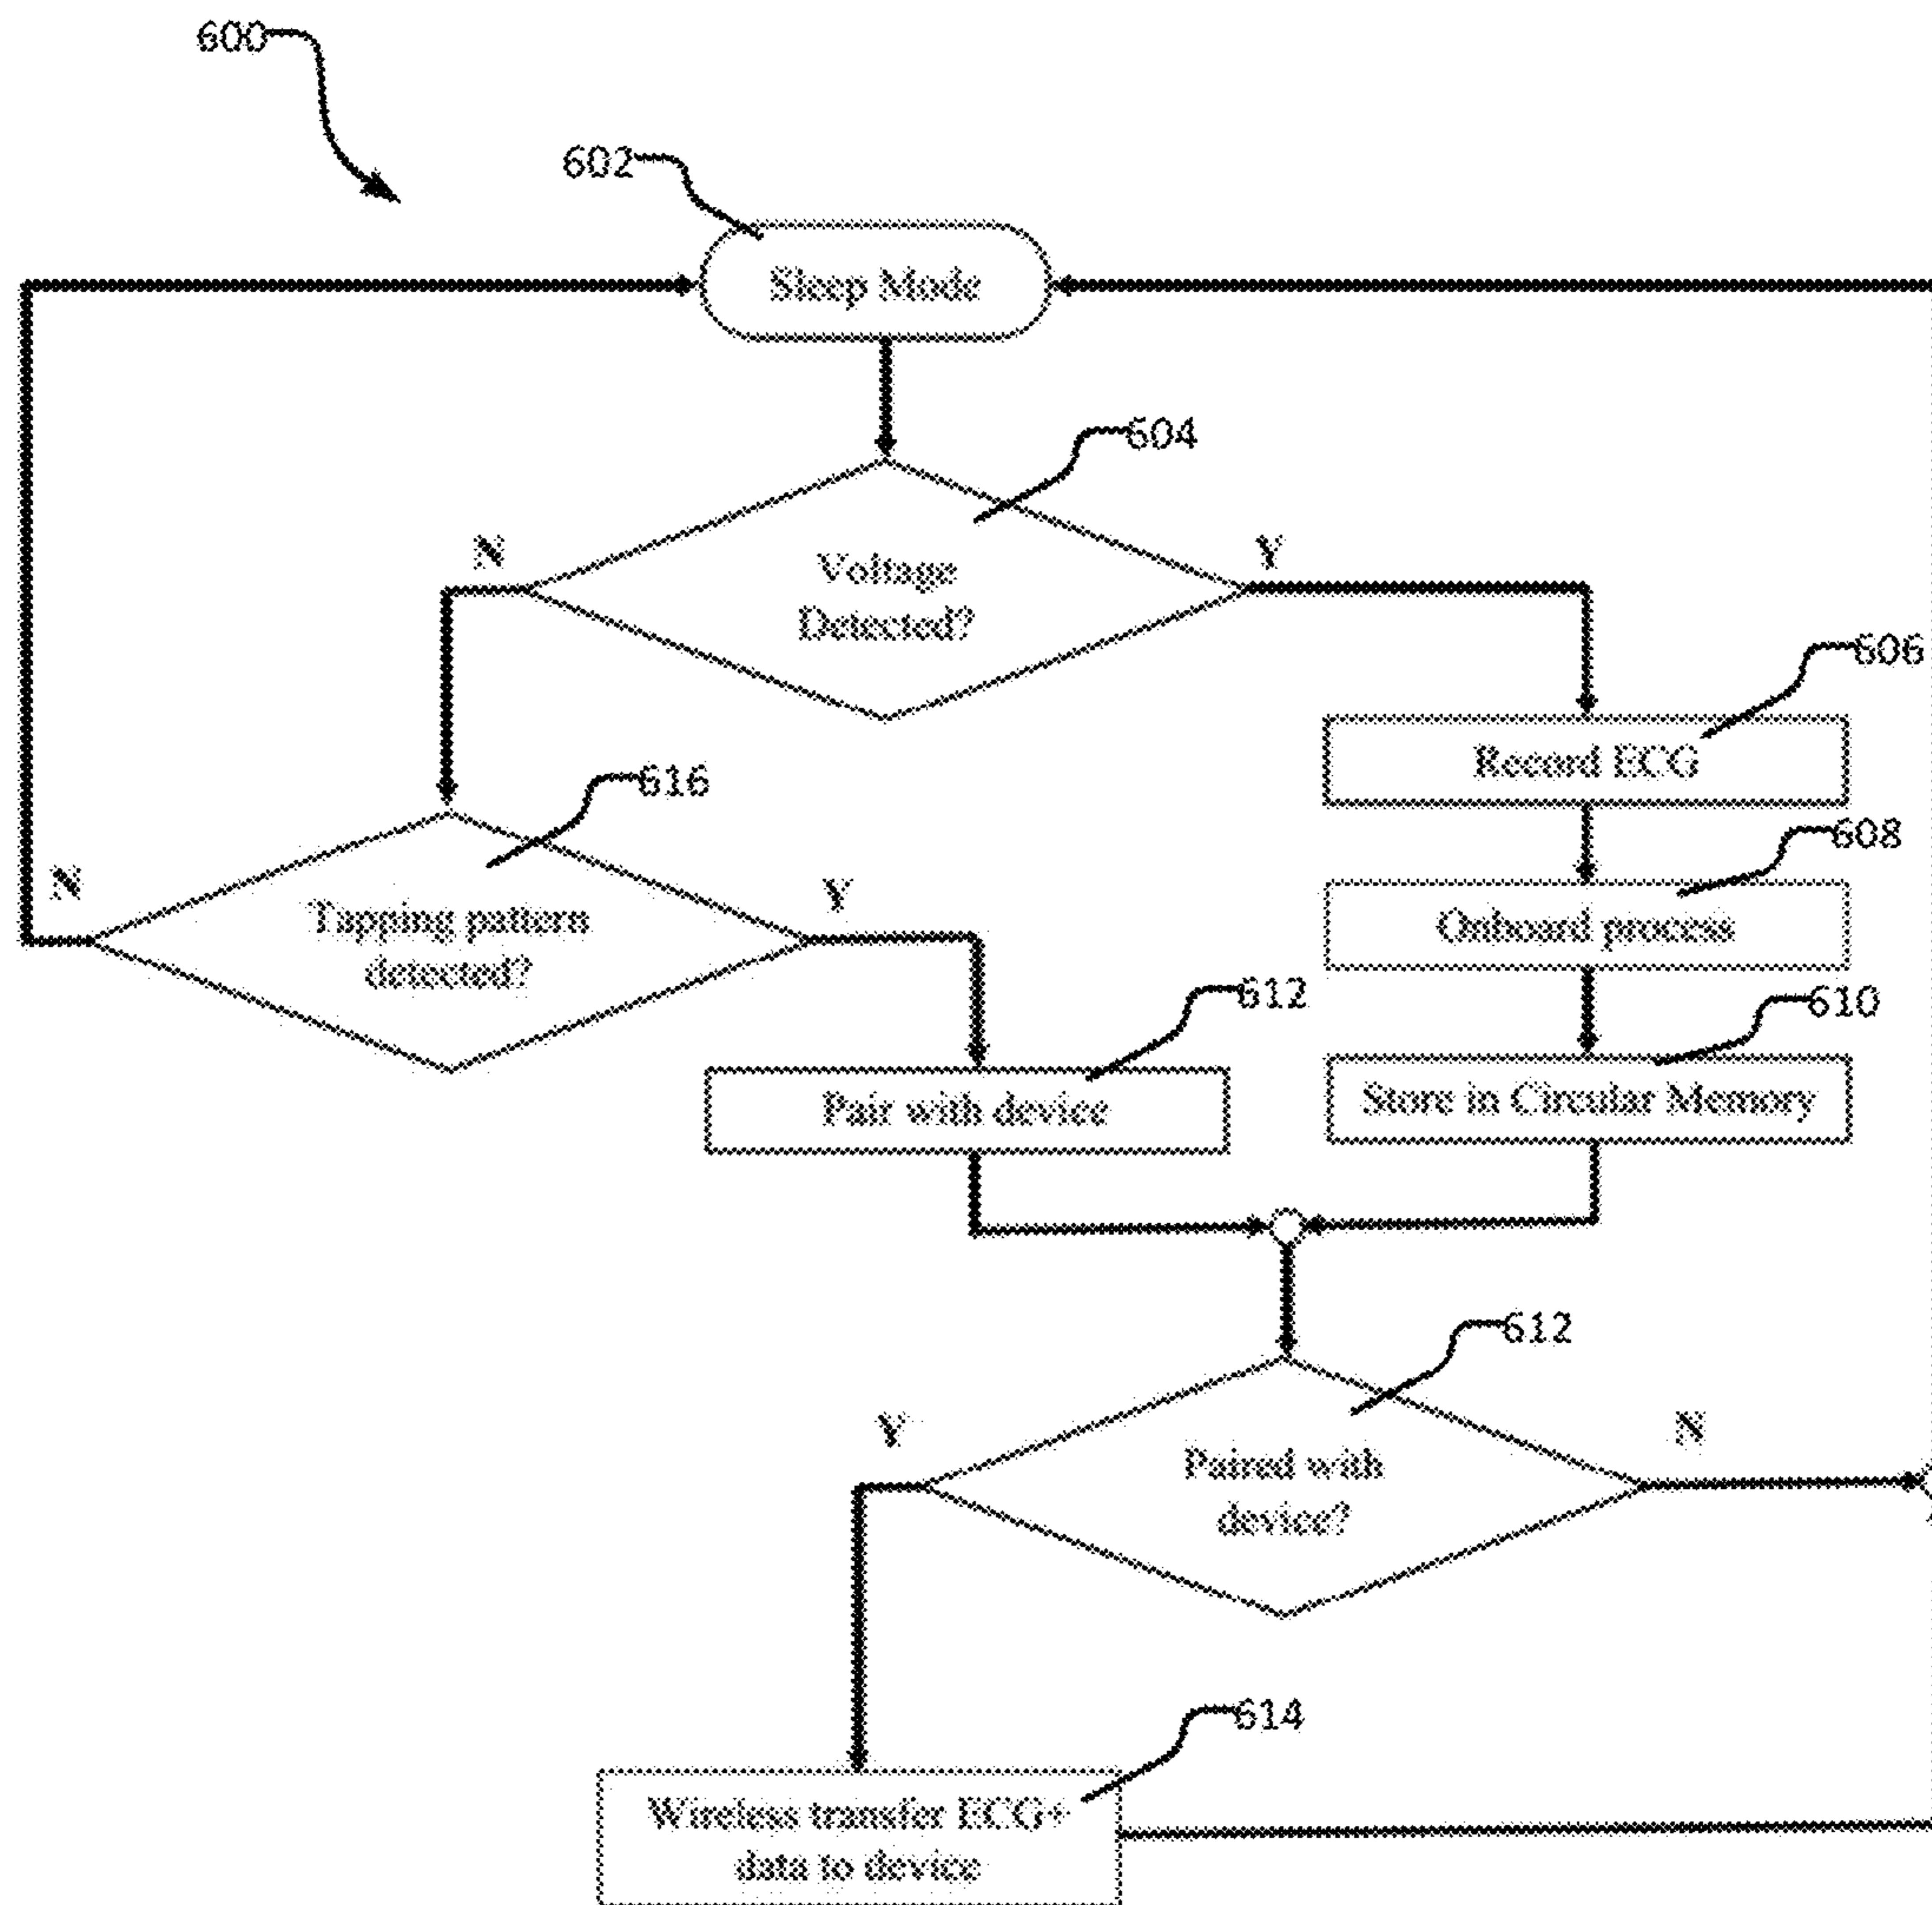 600
602
Sleep Mode
604
N
Y
Voltage
Detected?
606
Record ECG
616
608
N
Y
Tapping pattern
detected?
Onboard process
612
610
Pair with device
Store in Circular Memory
612
Y
N
Paired with
device?
614
Wireless transfer ECG+
data to device